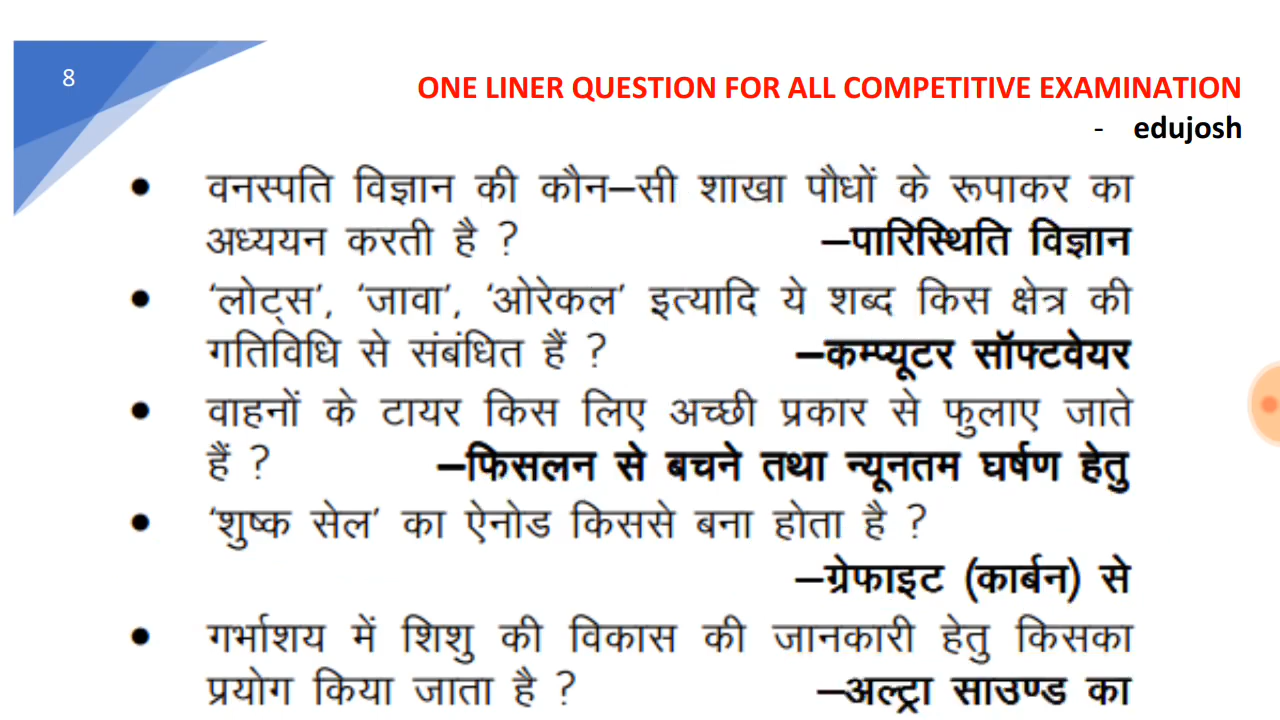 8
ONE LINER QUESTION FOR ALL COMPETITIVE EXAMINATION
- edujosh
• वनस्पति विज्ञान की कौन–सी शाखा पौधों के रूपाकर का
अध्ययन करती है ? –पारिस्थिति विज्ञान
• ‘लोट्स’, ‘जावा’, ‘ओरेकल’ इत्यादि ये शब्द किस क्षेत्र की
गतिविधि से संबंधित हैं ? –कम्प्यूटर सॉफ्टवेयर
• वाहनों के टायर किस लिए अच्छी प्रकार से फुलाए जाते
हैं ? –फिसलन से बचने तथा न्यूनतम घर्षण हेतु
• ‘शुष्क सेल’ का ऐनोड किससे बना होता है ?
–ग्रेफाइट (कार्बन) से
• गर्भाशय में शिशु की विकास की जानकारी हेतु किसका
प्रयोग किया जाता है ? –अल्ट्रा साउण्ड का